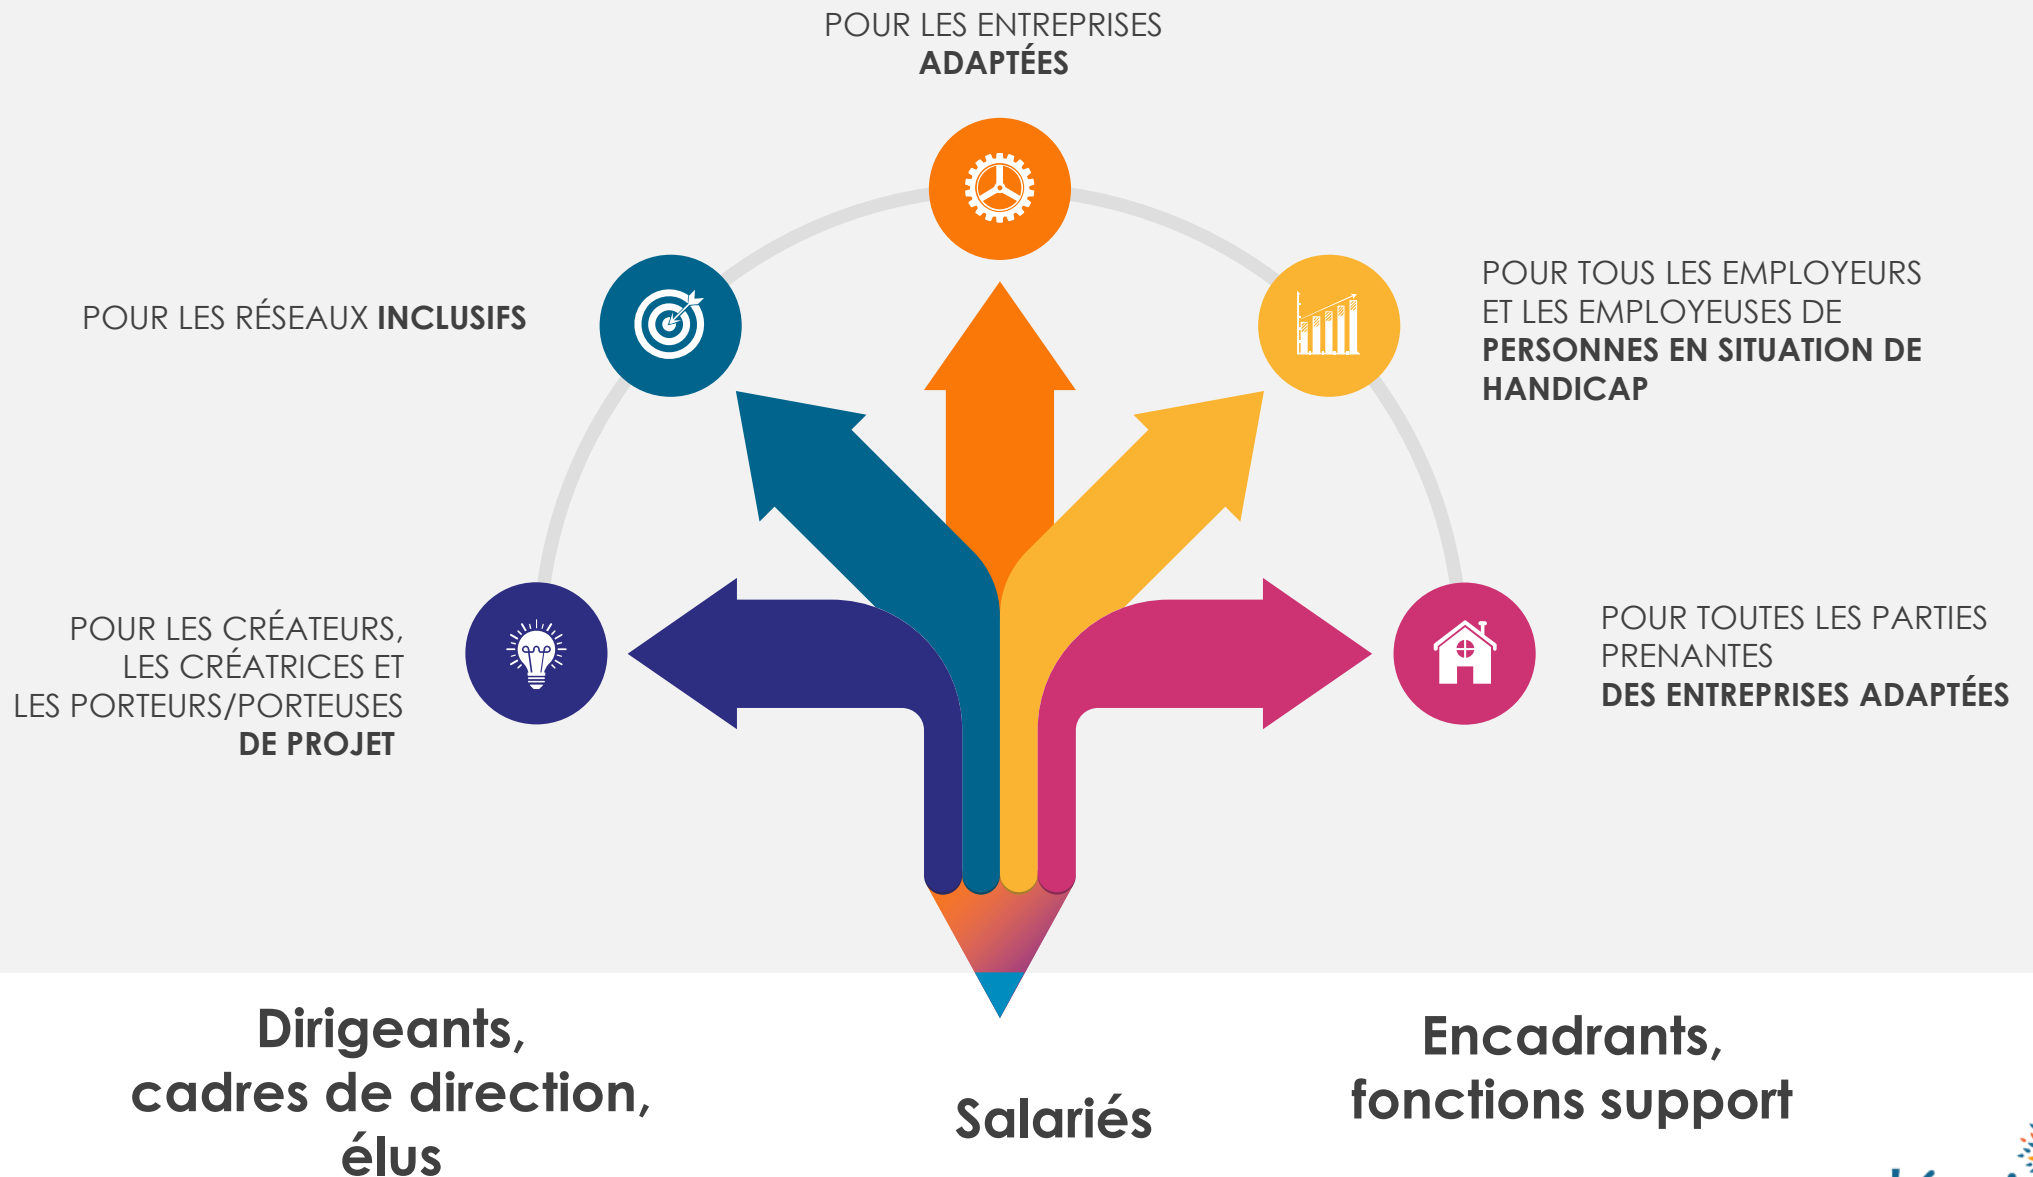 POUR LES ENTREPRISES
ADAPTÉES
POUR LES RÉSEAUX INCLUSIFS
POUR TOUS LES EMPLOYEURS
ET LES EMPLOYEUSES DE
PERSONNES EN SITUATION DE
HANDICAP
POUR LES CRÉATEURS,
LES CRÉATRICES ET
LES PORTEURS/PORTEUSES
DE PROJET
POUR TOUTES LES PARTIES
PRENANTES
DES ENTREPRISES ADAPTÉES
Dirigeants,
cadres de direction,
élus
Salariés
Encadrants,
fonctions support